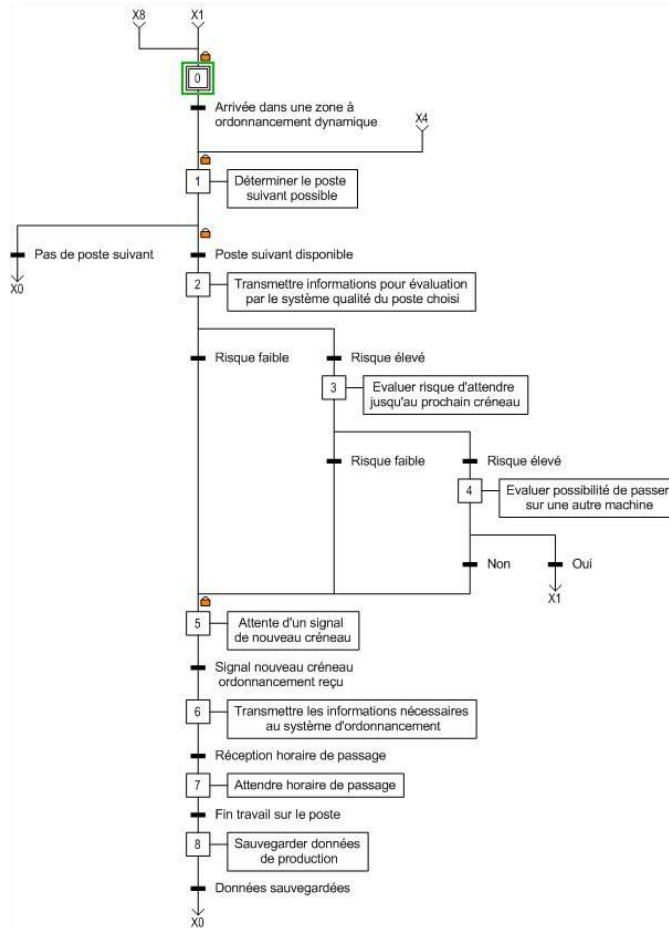 X8
X1
0
Arrivée dans une zone à
ordonnancement dynamique
X4
1
Déterminer le poste
suivant possible
Pas de poste suivant
Poste suivant disponible
X0
2
Transmettre informations pour évaluation
par le système qualité du poste choisi
Risque faible
Risque élevé
3
Evaluer risque d'attendre
jusqu'au prochain créneau
Risque faible
Risque élevé
4
Evaluer possibilité de passer
sur une autre machine
Non
Oui
X1
5
Attente d'un signal
de nouveau créneau
Signal nouveau créneau
ordonnancement reçu
6
Transmettre les informations nécessaires
au système d'ordonnancement
Réception horaire de passage
7
Attendre horaire de passage
Fin travail sur le poste
8
Sauvegarder données
de production
Données sauvegardées
X0